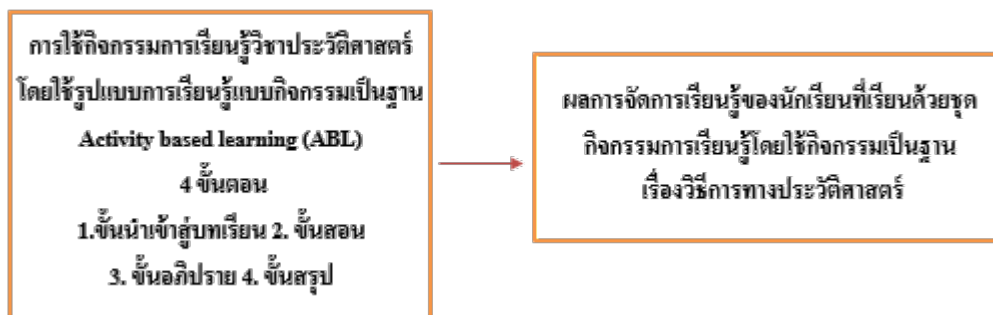 การใช้กิจกรรมการเรียนรู้วิชาประวัติศาสตร์
โดยใช้รูปแบบการเรียนรู้แบบกิจกรรมเป็นฐาน
Activity based learning (ABL)
4 ขั้นตอน
1.ขั้นนำเข้าสู่บทเรียน 2. ขั้นสอน
3. ขั้นอภิปราย 4. ขั้นสรุป
ผลการจัดการเรียนรู้ของนักเรียนที่เรียนด้วยชุด
กิจกรรมการเรียนรู้โดยใช้กิจกรรมเป็นฐาน
เรื่องวิธีการทางประวัติศาสตร์